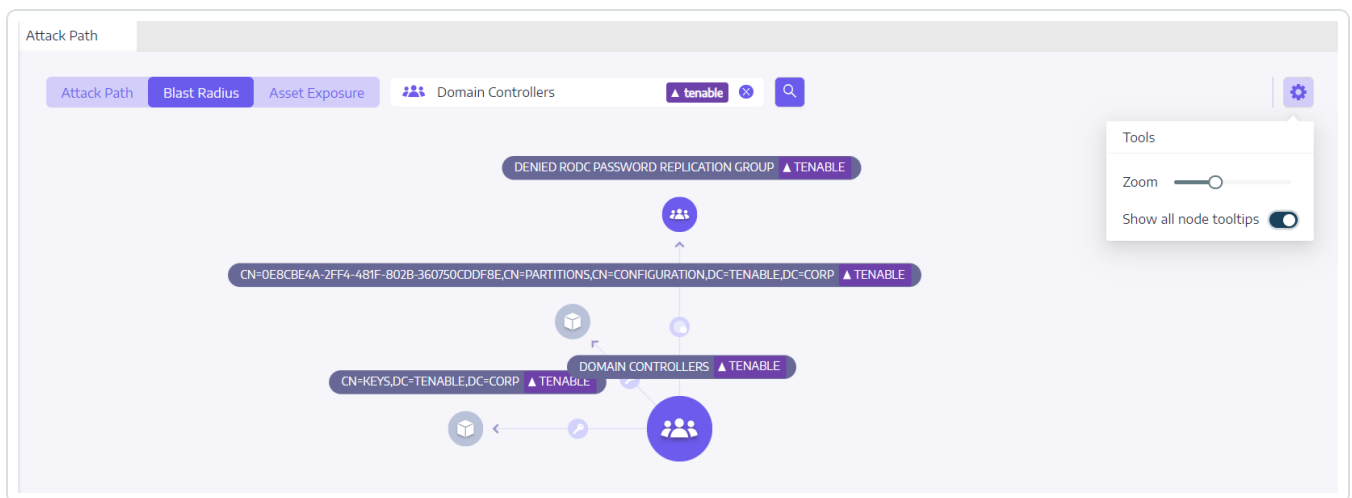 Attack Path
Attack Path Blast Radius Asset Exposure Domain Controllers tenable
Tools
Zoom
Show all node tooltips
DENIED RODC PASSWORD REPLICATION GROUP TENABLE
CN=0E8CBE4A-2FF4-481F-802B-360750CDDF8E,CN=PARTITIONS,CN=CONFIGURATION,DC=TENABLE,DC=CORP TENABLE
DOMAIN CONTROLLERS TENABLE
CN=KEYS,DC=TENABLE,DC=CORP TENABLE